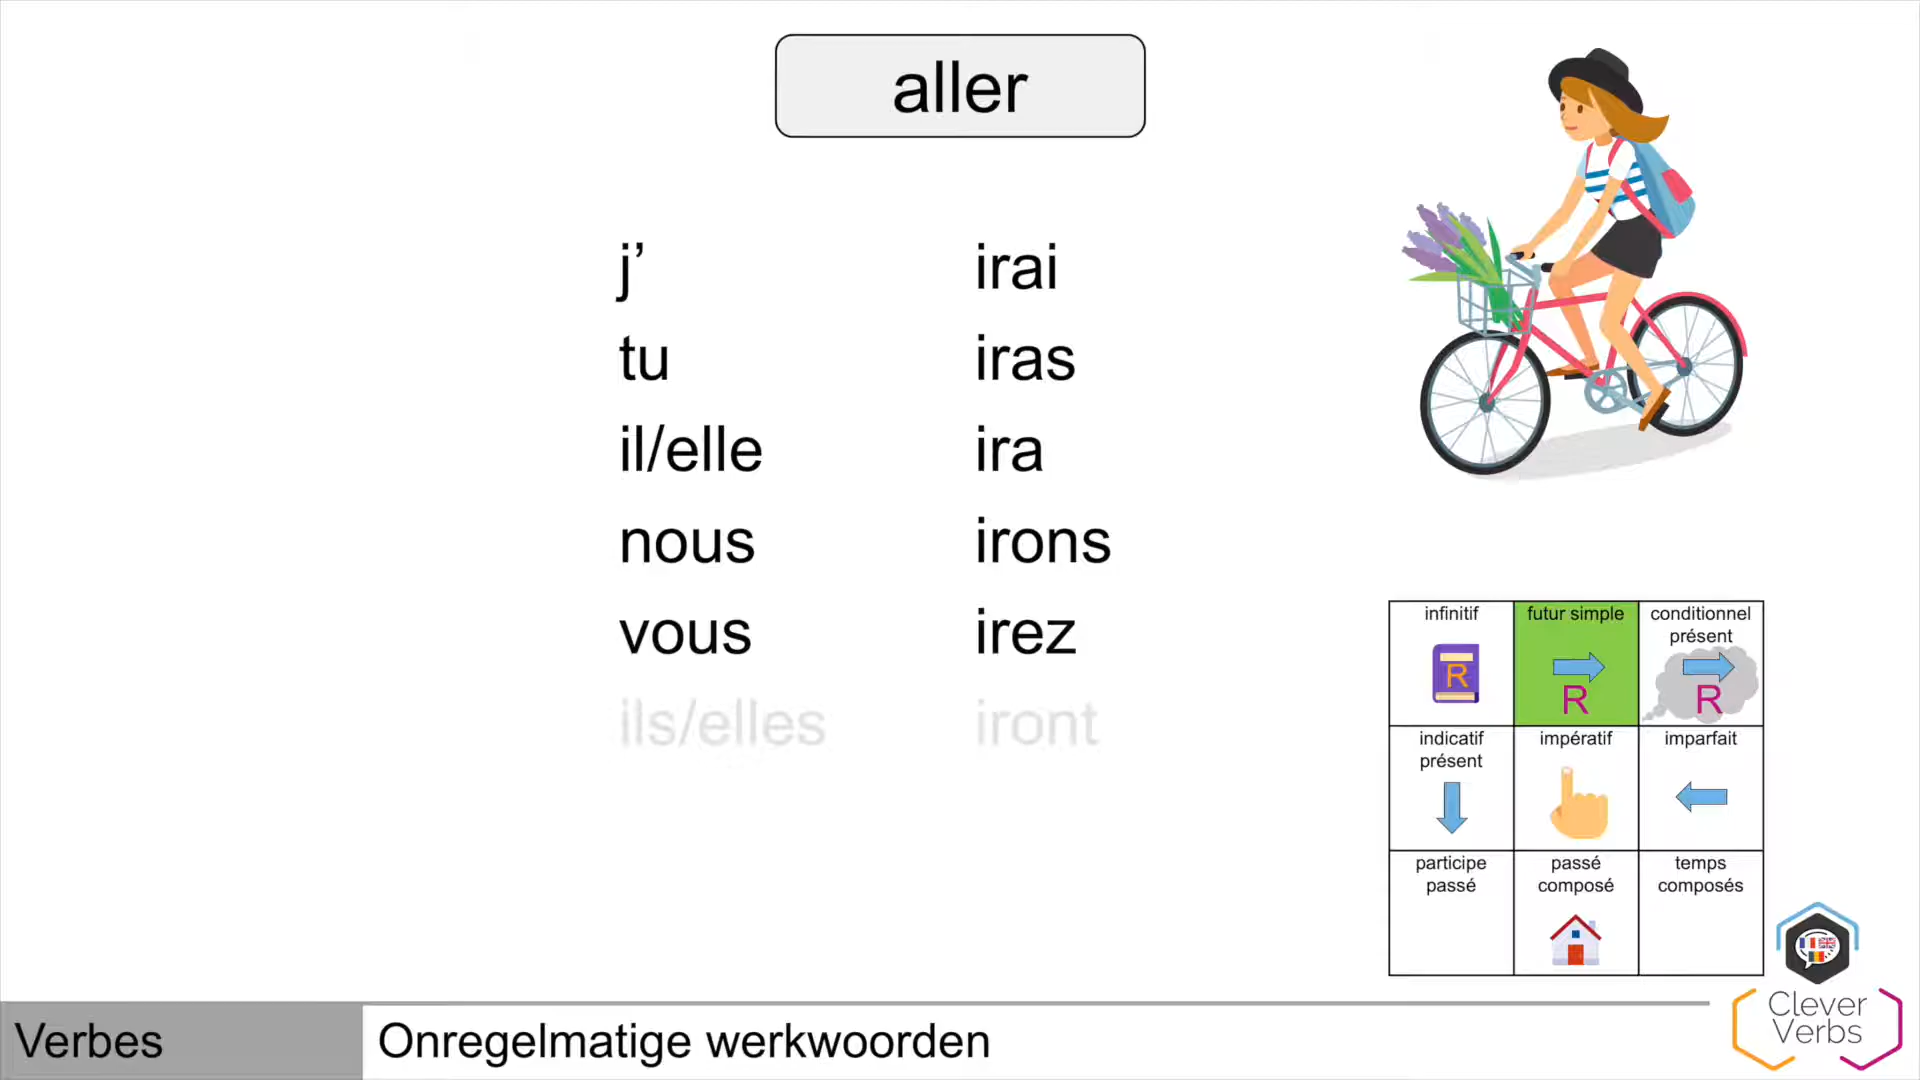 aller
j’ irai
tu iras
il/elle ira
nous irons
vous irez
ils/elles iront
infinitif
R
futur simple
R
conditionnel
présent
R
indicatif
présent
impératif
imparfait
participe
passé
passé
composé
temps
composés
Clever
Verbs
Verbes
Onregelmatige werkwoorden